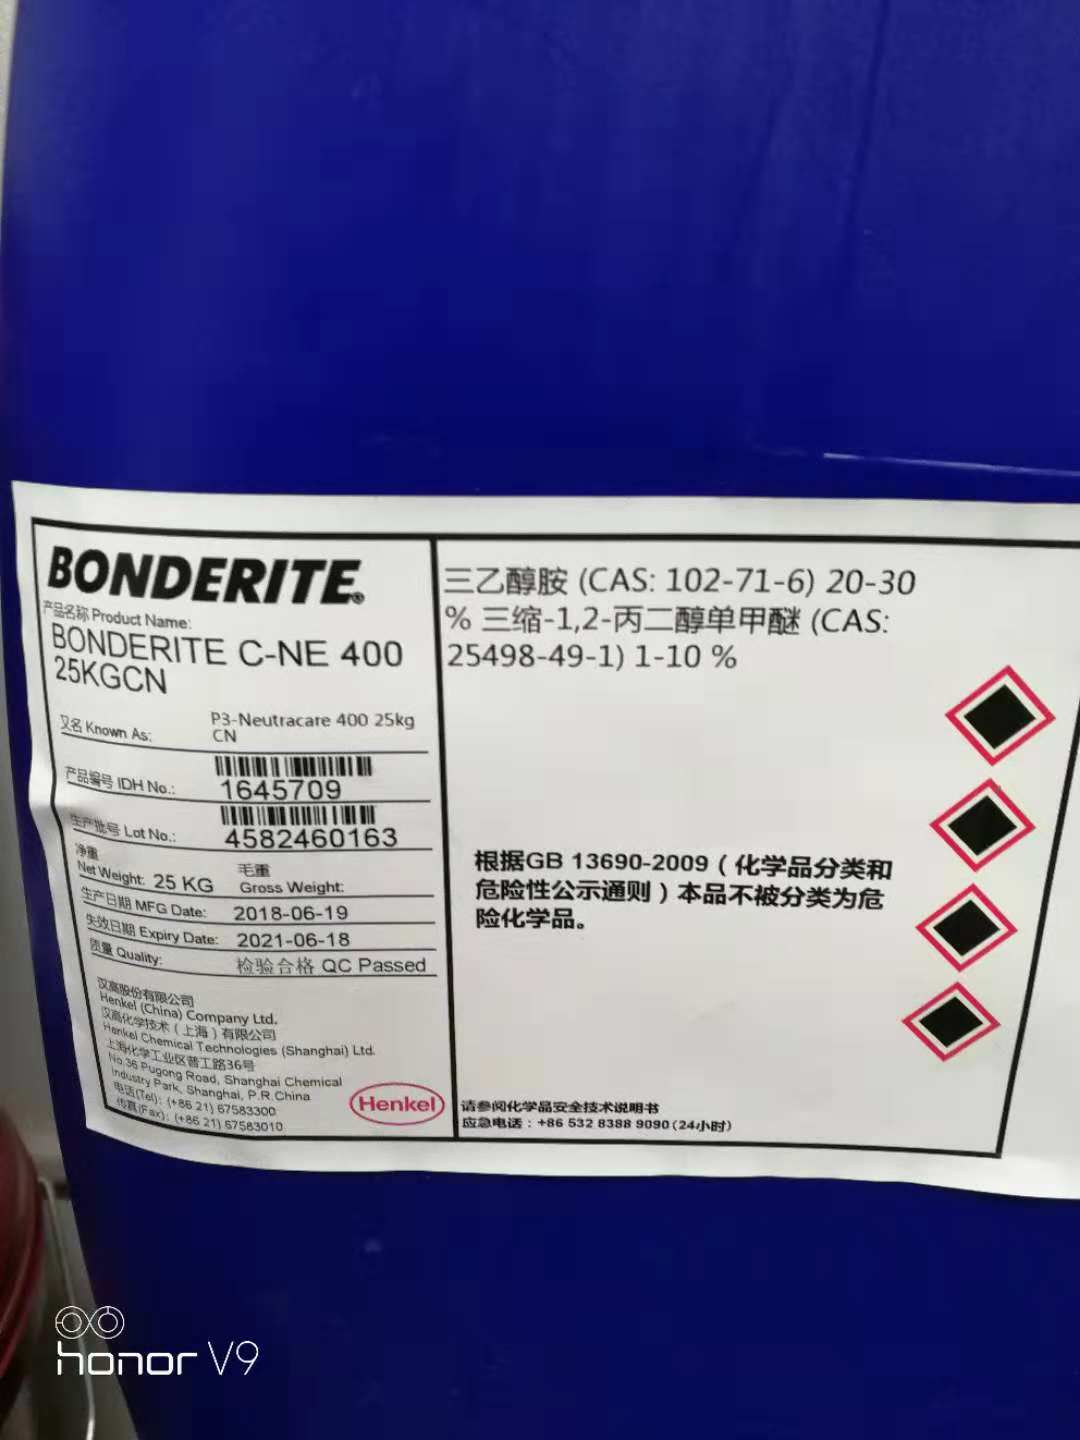 BONDERITE®
产品名称 Product Name:
BONDERITE C-NE 400
25KGCN
又名 Known As: P3-Neutracare 400 25kg
CN
产品编号 IDH No.: 1645709
生产批号 Lot No.: 4582460163
净重 毛重
Net Weight: 25 KG Gross Weight:
生产日期 MFG Date: 2018-06-19
失效日期 Expiry Date: 2021-06-18
质量 Quality: 检验合格 QC Passed
汉高股份有限公司
Henkel (China) Company Ltd.
汉高化学技术（上海）有限公司
Henkel Chemical Technologies (Shanghai) Ltd.
上海化学工业区普工路36号
No.36 Pugong Road, Shanghai Chemical
Industry Park, Shanghai, P.R.China
电话(Tel): (+86 21) 67583300
传真(Fax): (+86 21) 67583010
Henkel
三乙醇胺 (CAS: 102-71-6) 20-30
% 三缩-1,2-丙二醇单甲醚 (CAS:
25498-49-1) 1-10 %
根据GB 13690-2009（化学品分类和
危险性公示通则）本品不被分类为危
险化学品。
请参阅化学品安全技术说明书
应急电话：+86 532 8388 9090(24小时)
honor V9